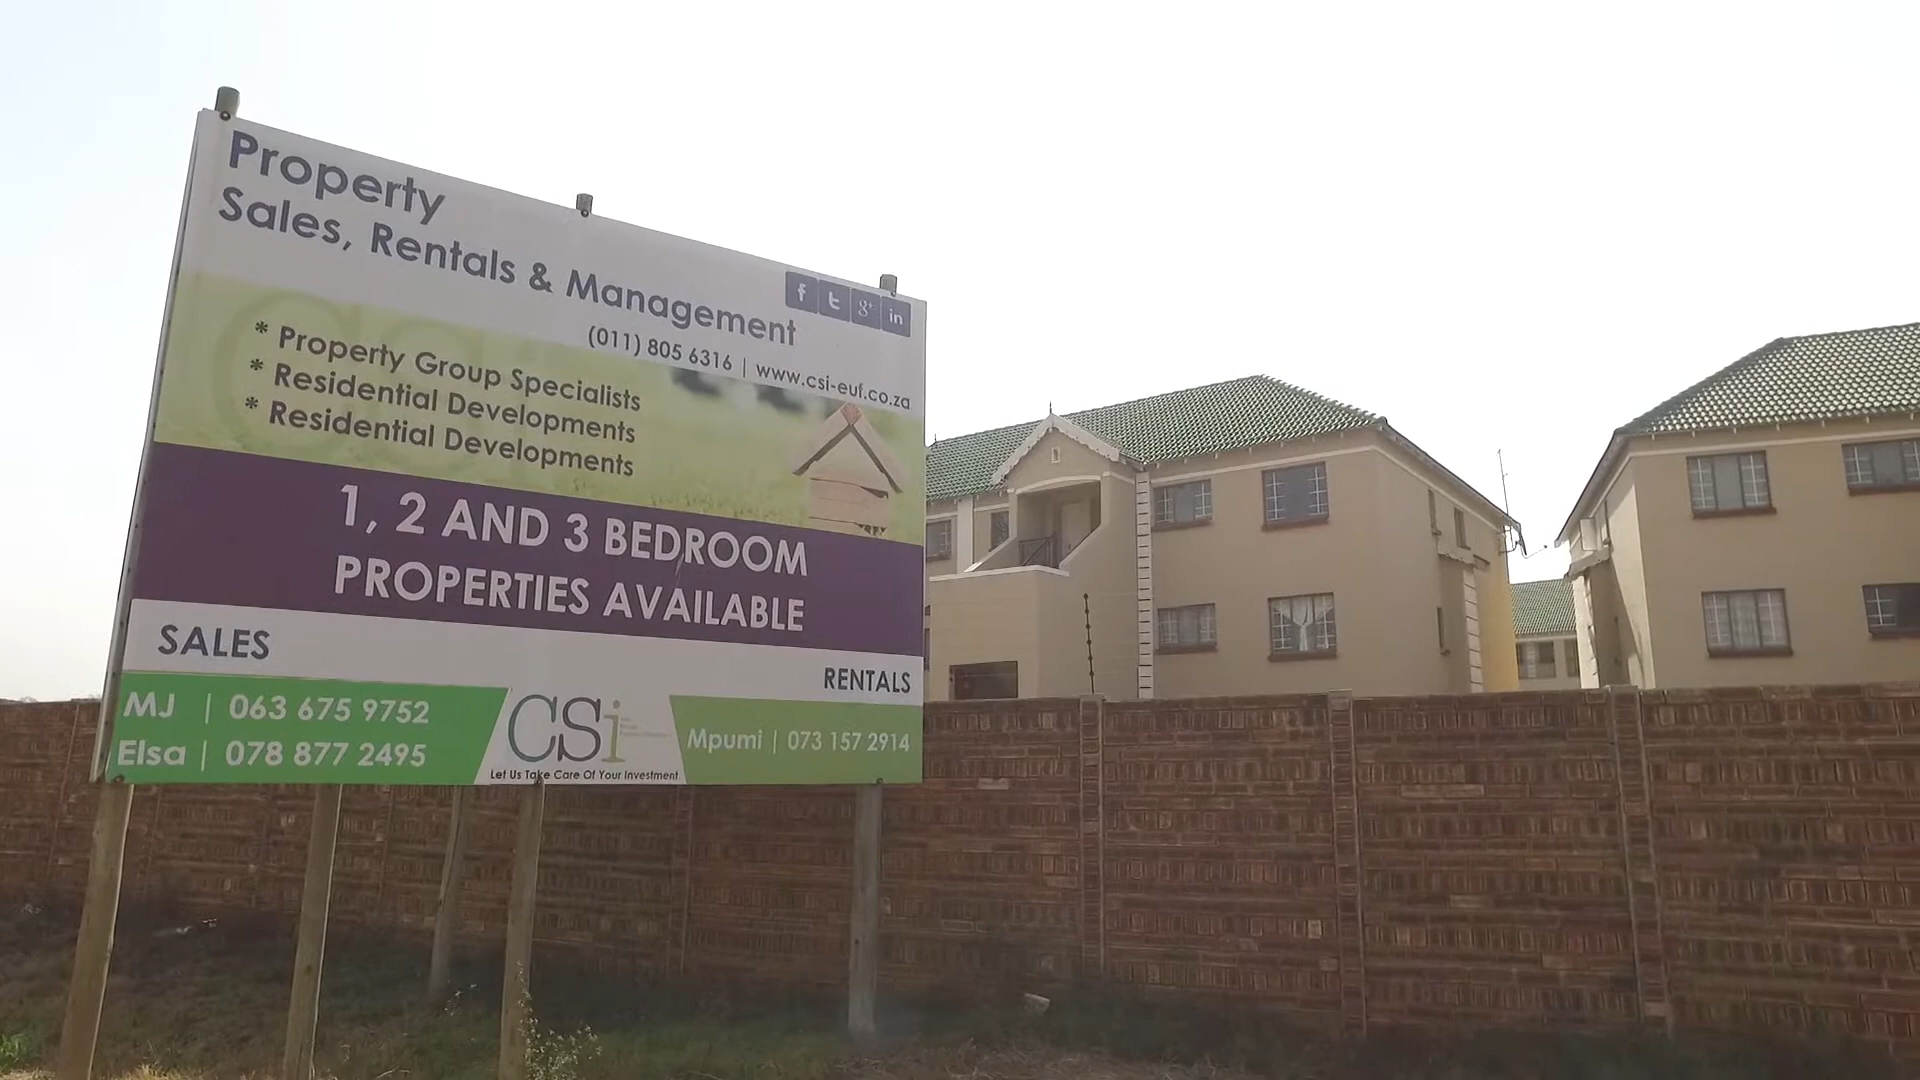 Property
Sales, Rentals & Management
f t g+ in
(011) 805 6316 | www.csi-euf.co.za
* Property Group Specialists
* Residential Developments
* Residential Developments
1, 2 AND 3 BEDROOM
PROPERTIES AVAILABLE
SALES
RENTALS
MJ | 063 675 9752
Elsa | 078 877 2495
CSi
Let Us Take Care Of Your Investment
Mpumi | 073 157 2914